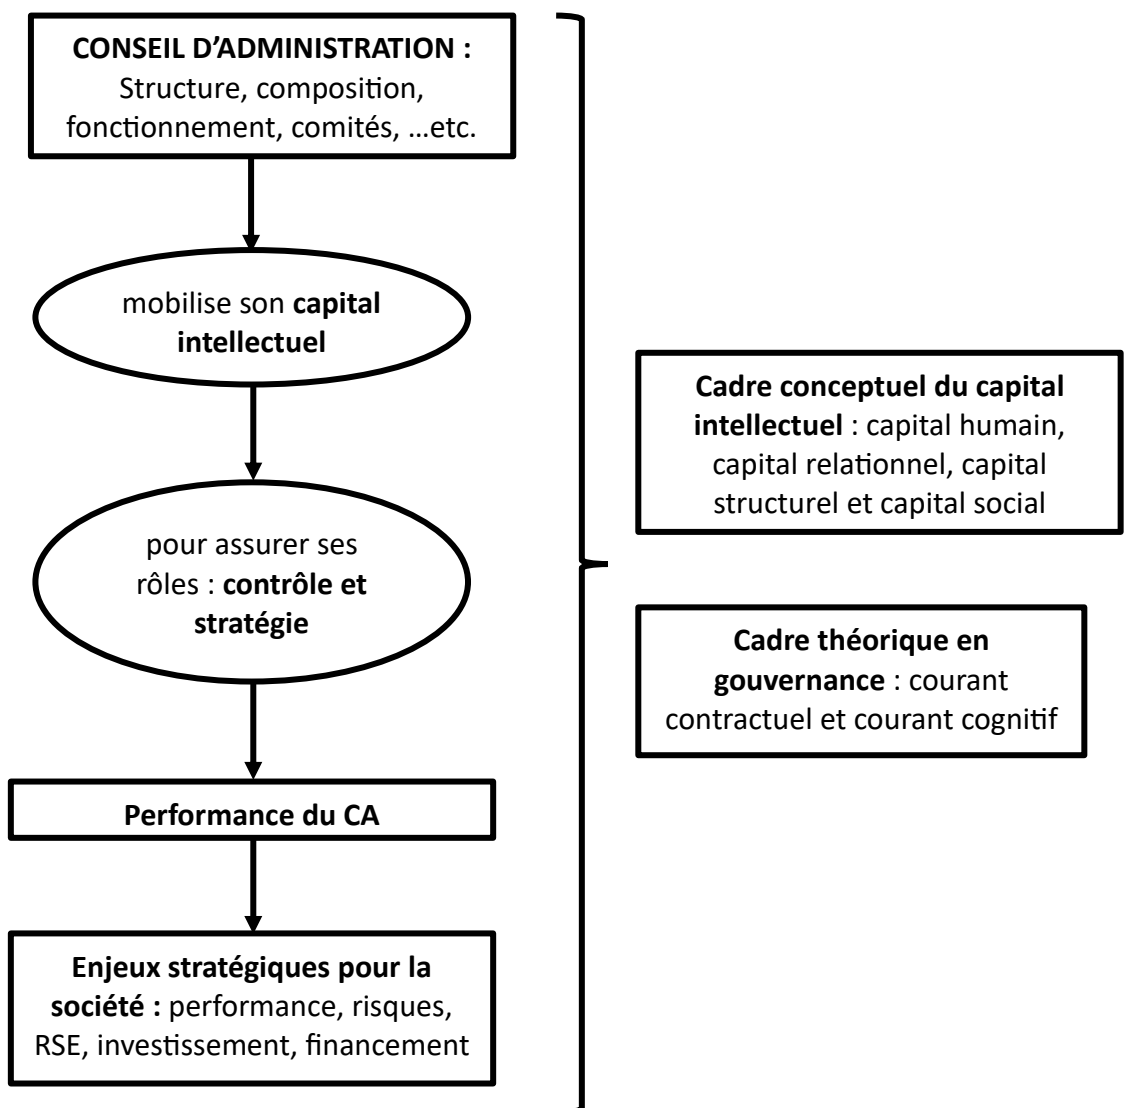 CONSEIL D’ADMINISTRATION :
Structure, composition,
fonctionnement, comités, …etc.
mobilise son capital
intellectuel
pour assurer ses
rôles : contrôle et
stratégie
Performance du CA
Enjeux stratégiques pour la
société : performance, risques,
RSE, investissement, financement
Cadre conceptuel du capital
intellectuel : capital humain,
capital relationnel, capital
structurel et capital social
Cadre théorique en
gouvernance : courant
contractuel et courant cognitif